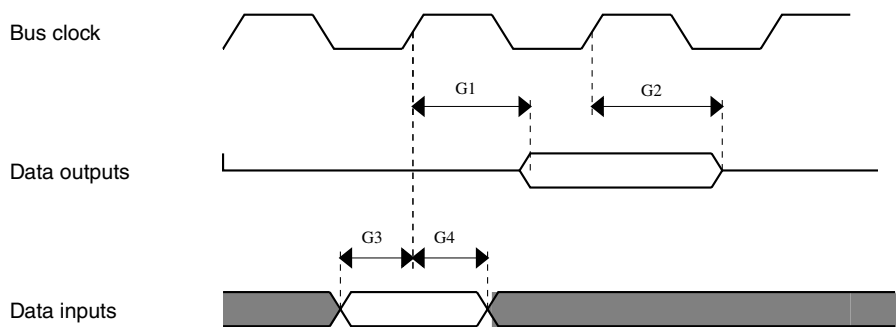 Bus clock
G1
G2
Data outputs
G3
G4
Data inputs